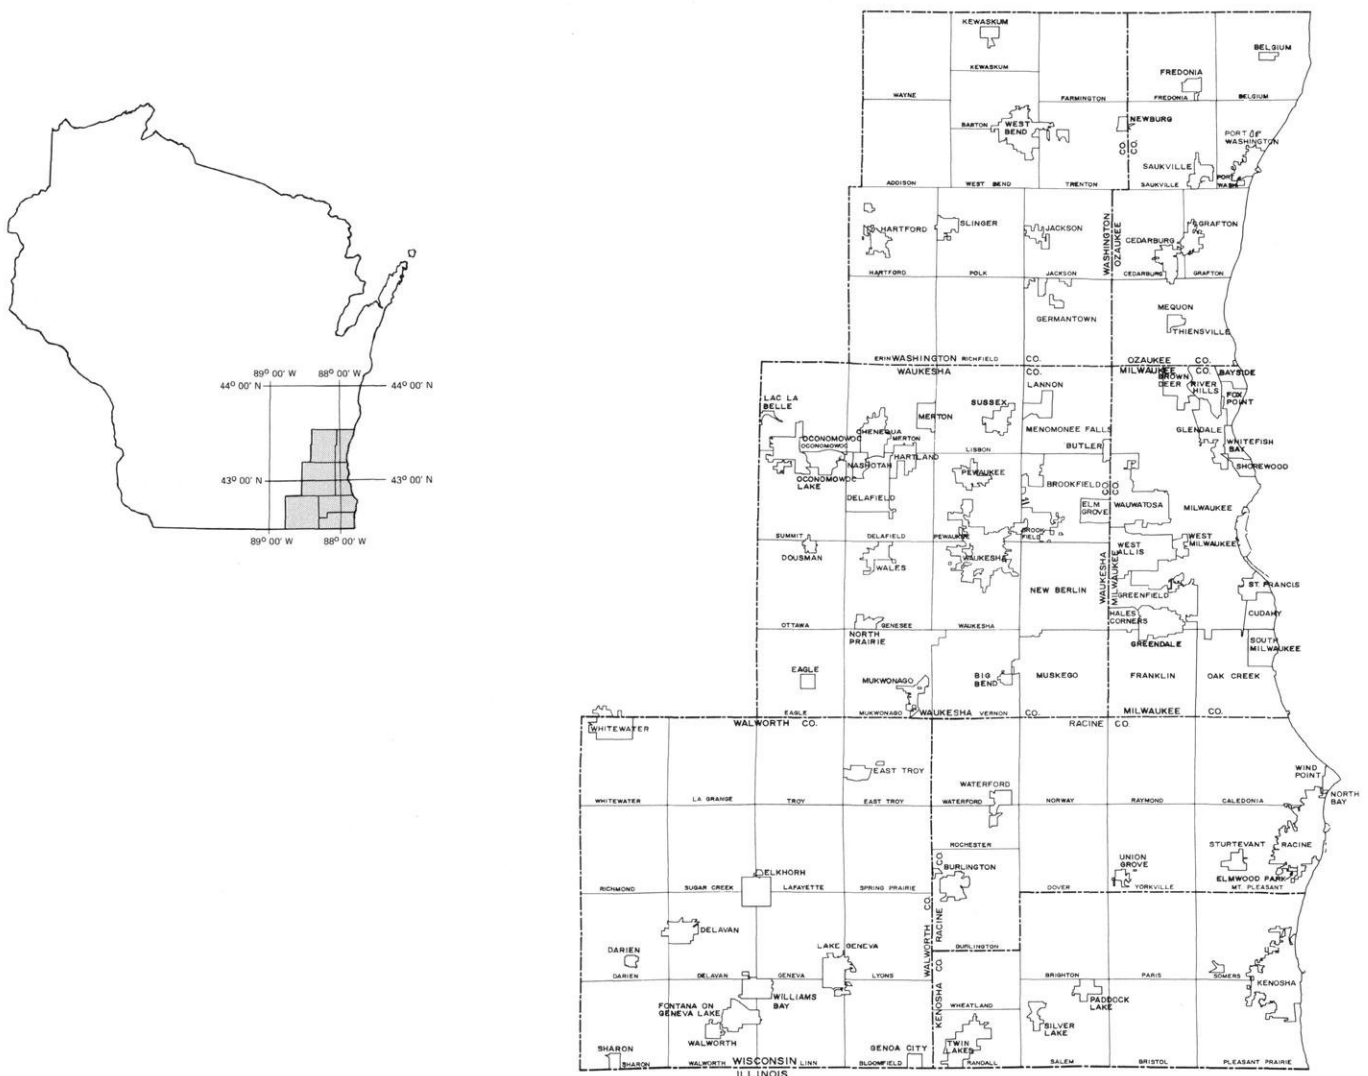 89° 00' W
88° 00' W
44° 00' N
44° 00' N
43° 00' N
43° 00' N
89° 00' W
88° 00' W
KEWASKUM
BELGIUM
KEWASKUM
FREDONIA
WAYNE
FARMINGTON
FREDONIA
BELGIUM
BARTON
WEST
BEND
NEWBURG
CO.
CO.
PORT OF
WASHINGTON
SAUKVILLE
ADDISON
WEST BEND
TRENTON
SAUKVILLE
PORT
WASH.
HARTFORD
SLINGER
JACKSON
WASHINGTON
OZAUKEE
CEDARBURG
GRAFTON
HARTFORD
POLK
JACKSON
CEDARBURG
GRAFTON
GERMANTOWN
MEQUON
THIENSVILLE
ERIN
WASHINGTON
RICHFIELD
CO.
OZAUKEE
CO.
WAUKESHA
CO.
MILWAUKEE
CO.
BAYSIDE
LAC LA
BELLE
LANNON
BROWN
DEER
RIVER
HILLS
FOX
POINT
MERTON
SUSSEX
CHENEQUA
MENOMONEE FALLS
GLENDALE
OCONOMOWOC
OCONOMOWOC
MERTON
LISBON
BUTLER
WHITEFISH
BAY
HARTLAND
NASHOTAH
PEWAUKEE
SHOREWOOD
OCONOMOWOC
LAKE
BROOKFIELD
CO.
CO.
DELAFIELD
ELM
GROVE
WAUWATOSA
MILWAUKEE
SUMMIT
DELAFIELD
PEWAUKEE
BROOK
FIELD
DOUSMAN
WALES
WAUKESHA
WEST
ALLIS
WEST
MILWAUKEE
NEW BERLIN
WAUKESHA
MILWAUKEE
GREENFIELD
ST. FRANCIS
HALES
CORNERS
CUDAHY
OTTAWA
GENESEE
WAUKESHA
NORTH
PRAIRIE
GREENDALE
SOUTH
MILWAUKEE
EAGLE
MUKWONAGO
BIG
BEND
MUSKEGO
FRANKLIN
OAK CREEK
EAGLE
MUKWONAGO
WAUKESHA
VERNON
CO.
MILWAUKEE
CO.
WALWORTH CO.
RACINE CO.
WHITEWATER
EAST TROY
WIND
POINT
WATERFORD
NORTH
BAY
WHITEWATER
LA GRANGE
TROY
EAST TROY
WATERFORD
NORWAY
RAYMOND
CALEDONIA
ROCHESTER
STURTEVANT
RACINE
UNION
GROVE
BURLINGTON
CO.
ELKHORH
ELMWOOD PARK
RICHMOND
SUGAR CREEK
LAFAYETTE
SPRING PRAIRIE
DOVER
YORKVILLE
MT. PLEASANT
WALWORTH CO.
RACINE
DELAVAN
DARIEN
LAKE GENEVA
BURLINGTON
DARIEN
DELAVAN
GENEVA
LYONS
BRIGHTON
PARIS
SOMERS
KENOSHA
KENOSHA CO.
WILLIAMS
BAY
FONTANA ON
GENEVA LAKE
WHEATLAND
PADDOCK
LAKE
SILVER
LAKE
WALWORTH
SHARON
GENOA CITY
TWIN
LAKES
SHARON
WALWORTH
WISCONSIN
LINN
BLOOMFIELD
RANDALL
SALEM
BRISTOL
PLEASANT PRAIRIE
ILLINOIS